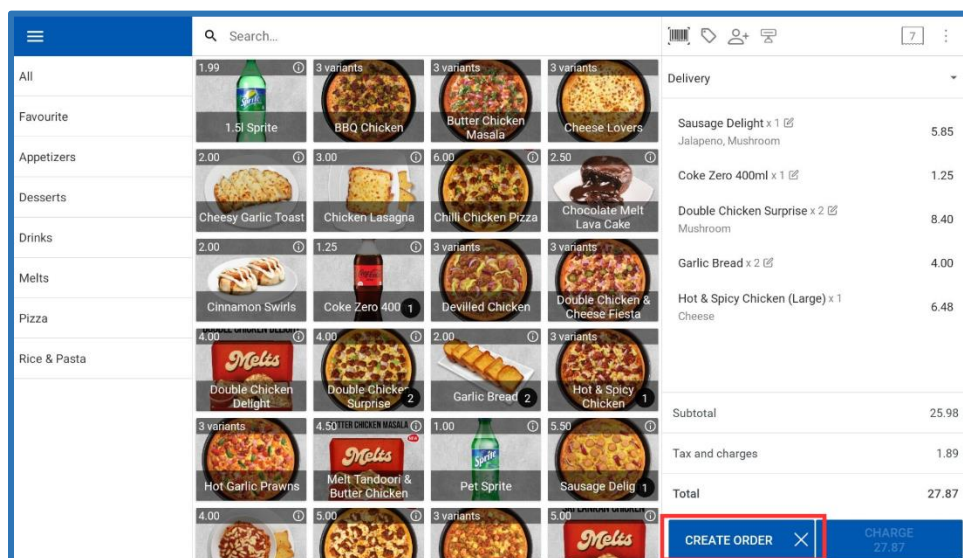 Search...
All
Favourite
Appetizers
Desserts
Drinks
Melts
Pizza
Rice & Pasta
1.99
1.5l Sprite
3 variants
BBQ Chicken
3 variants
Butter Chicken
Masala
3 variants
Cheese Lovers
2.00
Cheesy Garlic Toast
3.00
Chicken Lasagna
6.00
Chilli Chicken Pizza
2.50
Chocolate Melt
Lava Cake
2.00
Cinnamon Swirls
1.25
Coke Zero 400
1
3 variants
Devilled Chicken
3 variants
Double Chicken &
Cheese Fiesta
4.00
DOUBLE CHICKEN DELIGHT
Melts
Double Chicken
Delight
4.00
Double Chicken
Surprise
2
2.00
Garlic Bread
2
3 variants
Hot & Spicy
Chicken
1
3 variants
Hot Garlic Prawns
4.50
TTER CHICKEN MASALA
Melts
Melt Tandoori &
Butter Chicken
1.00
Sprite
Pet Sprite
5.50
Sausage Delig
1
4.00
5.00
3 variants
5.00
Melts
7
Delivery
Sausage Delight x 1
5.85
Jalapeno, Mushroom
Coke Zero 400ml x 1
1.25
Double Chicken Surprise x 2
8.40
Mushroom
Garlic Bread x 2
4.00
Hot & Spicy Chicken (Large) x 1
6.48
Cheese
Subtotal
25.98
Tax and charges
1.89
Total
27.87
CREATE ORDER
CHARGE
27.87